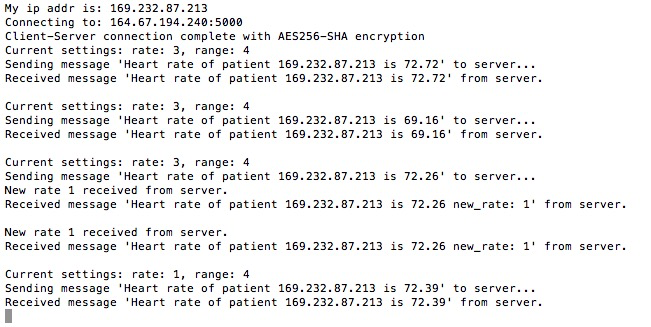 My ip addr is: 169.232.87.213
Connecting to: 164.67.194.240:5000
Client-Server connection complete with AES256-SHA encryption
Current settings: rate: 3, range: 4
Sending message 'Heart rate of patient 169.232.87.213 is 72.72' to server...
Received message 'Heart rate of patient 169.232.87.213 is 72.72' from server.

Current settings: rate: 3, range: 4
Sending message 'Heart rate of patient 169.232.87.213 is 69.16' to server...
Received message 'Heart rate of patient 169.232.87.213 is 69.16' from server.

Current settings: rate: 3, range: 4
Sending message 'Heart rate of patient 169.232.87.213 is 72.26' to server...
New rate 1 received from server.
Received message 'Heart rate of patient 169.232.87.213 is 72.26 new_rate: 1' from server.

New rate 1 received from server.
Received message 'Heart rate of patient 169.232.87.213 is 72.26 new_rate: 1' from server.

Current settings: rate: 1, range: 4
Sending message 'Heart rate of patient 169.232.87.213 is 72.39' to server...
Received message 'Heart rate of patient 169.232.87.213 is 72.39' from server.